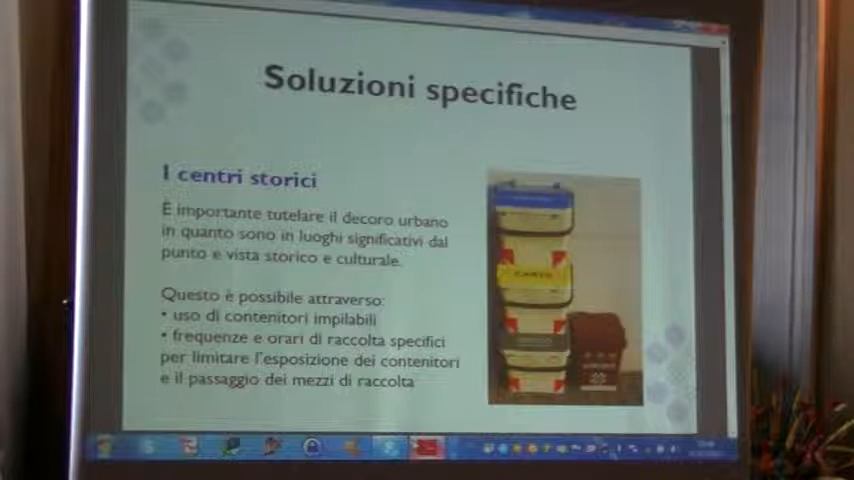 Soluzioni specifiche
I centri storici
È importante tutelare il decoro urbano
in quanto sono in luoghi significativi dal
punto e vista storico e culturale.
Questo è possibile attraverso:
• uso di contenitori impilabili
• frequenze e orari di raccolta specifici
per limitare l'esposizione dei contenitori
e il passaggio dei mezzi di raccolta
CARTA